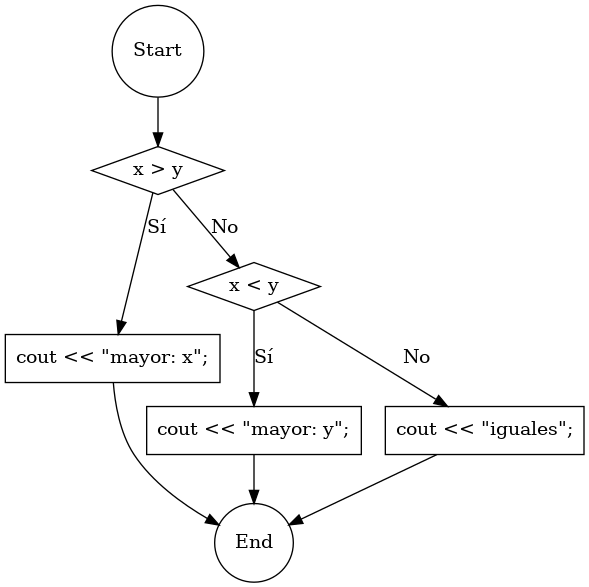 Start
x > y
Sí
No
x < y
cout << "mayor: x";
Sí
No
cout << "mayor: y";
cout << "iguales";
End